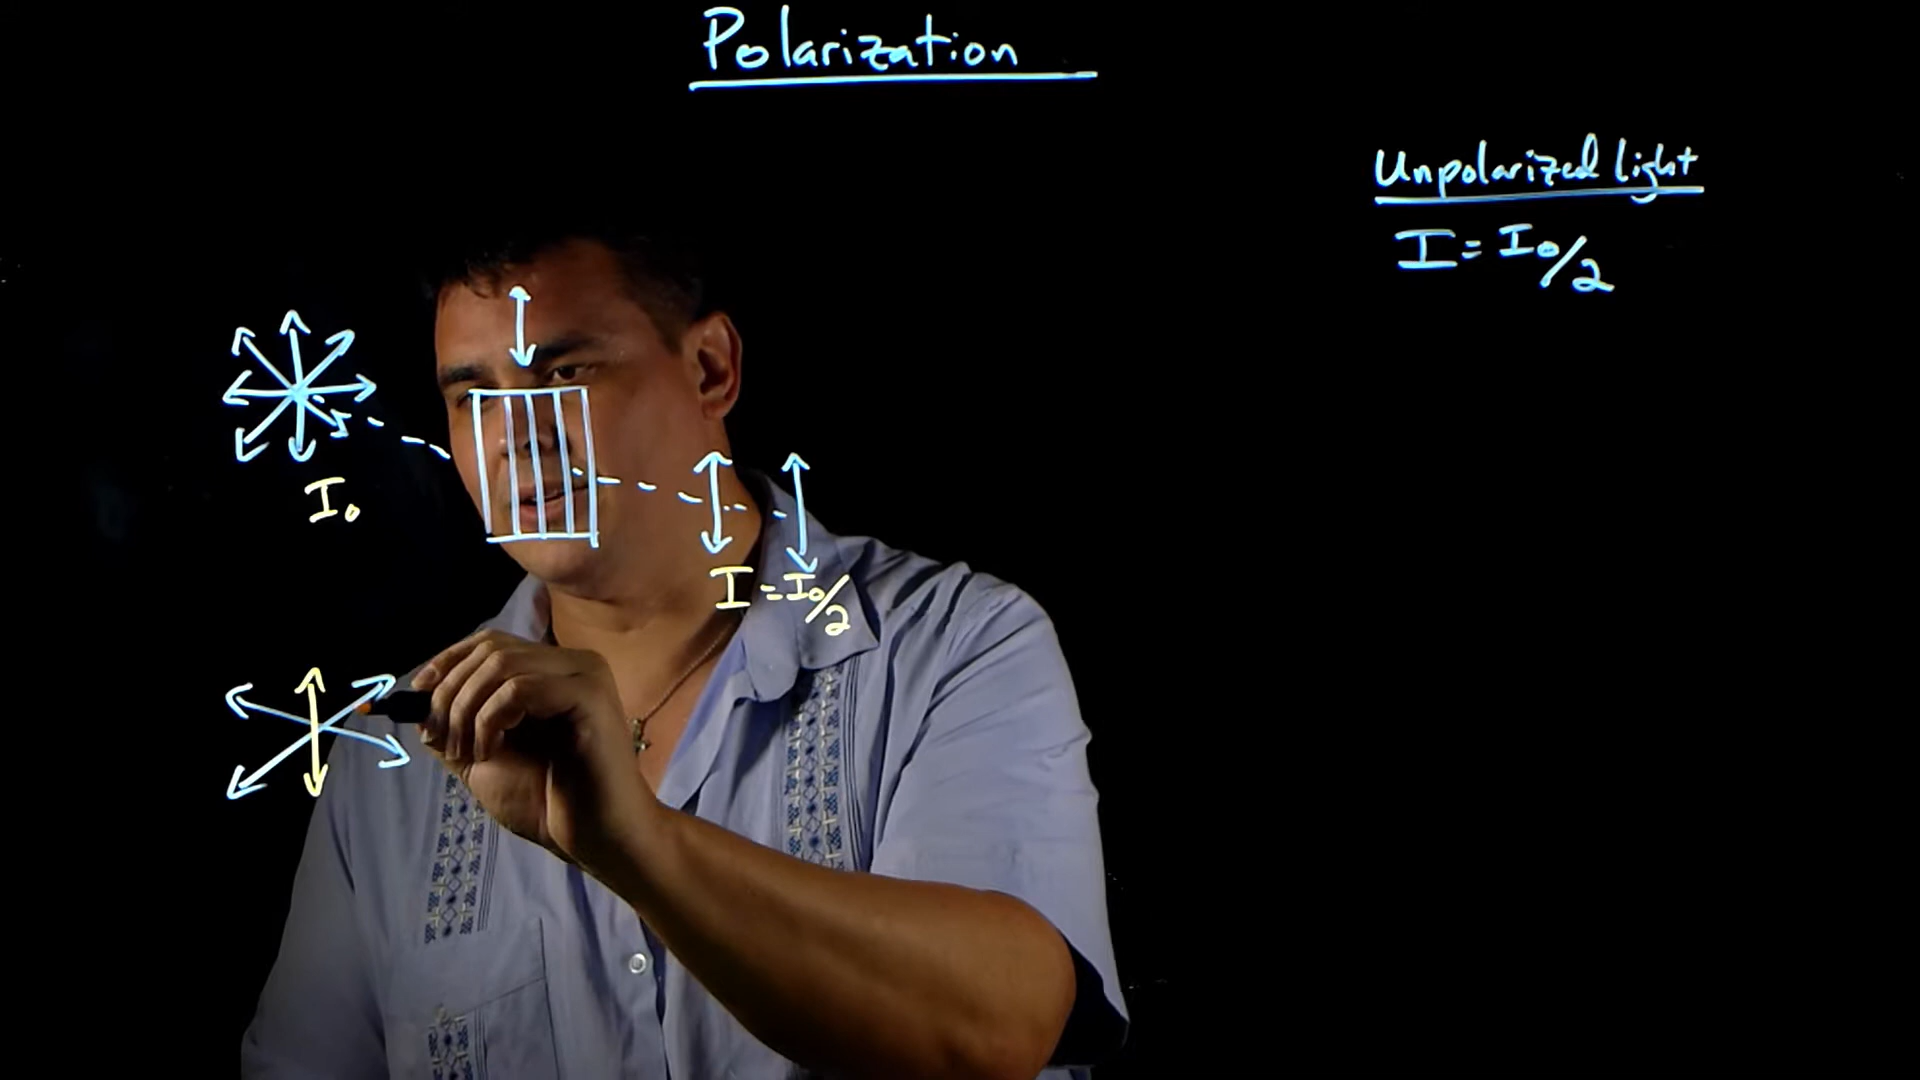 Polarization
Unpolarized light
I = I₀/2
I₀
I = I₀/2